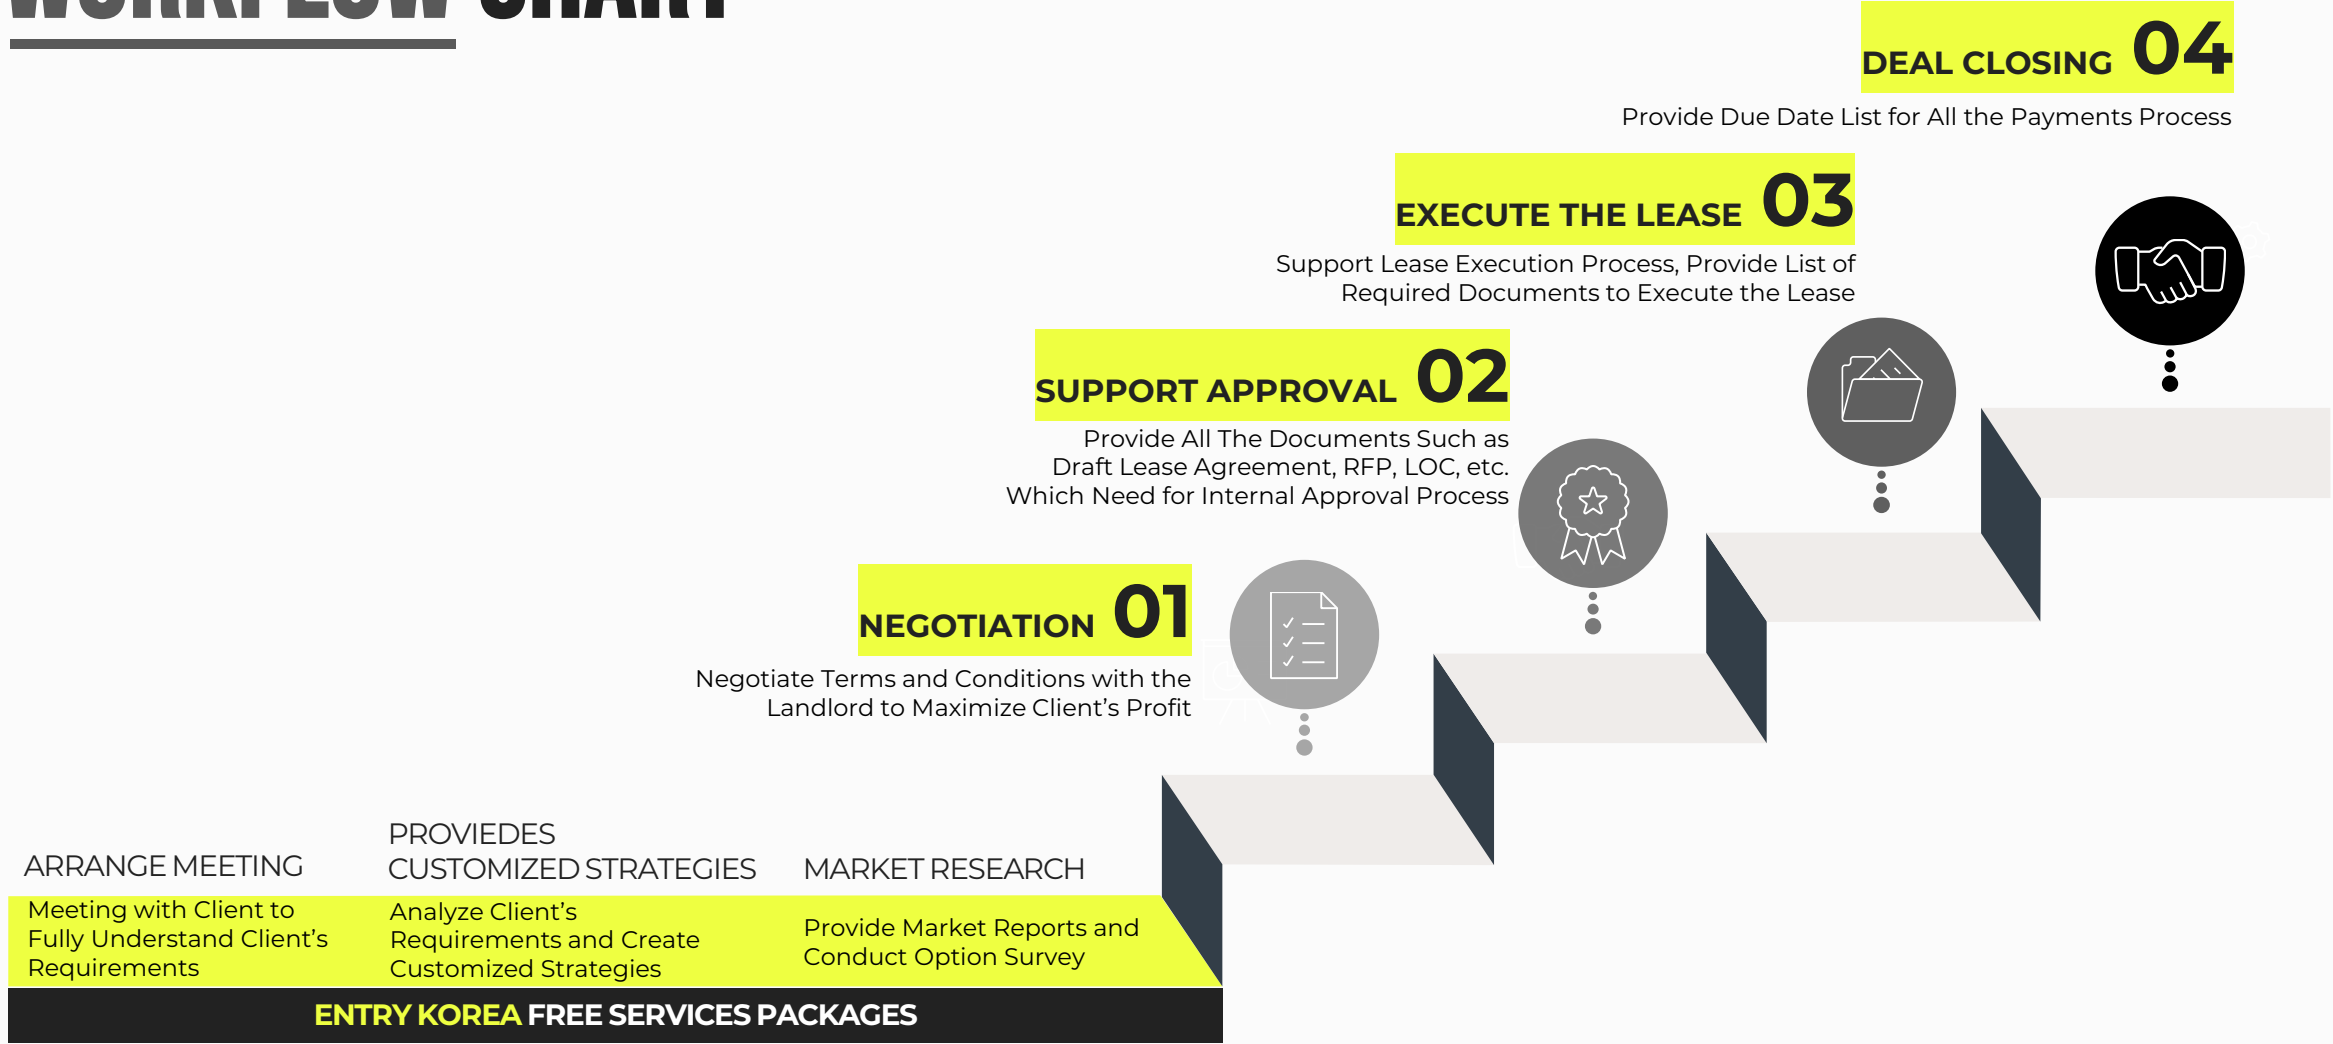 WORKFLOW CHART
DEAL CLOSING 04
Provide Due Date List for All the Payments Process
EXECUTE THE LEASE 03
Support Lease Execution Process, Provide List of
Required Documents to Execute the Lease
SUPPORT APPROVAL 02
Provide All The Documents Such as
Draft Lease Agreement, RFP, LOC, etc.
Which Need for Internal Approval Process
NEGOTIATION 01
Negotiate Terms and Conditions with the
Landlord to Maximize Client’s Profit
ARRANGE MEETING
Meeting with Client to
Fully Understand Client’s
Requirements
PROVIEDES
CUSTOMIZED STRATEGIES
Analyze Client’s
Requirements and Create
Customized Strategies
MARKET RESEARCH
Provide Market Reports and
Conduct Option Survey
ENTRY KOREA FREE SERVICES PACKAGES